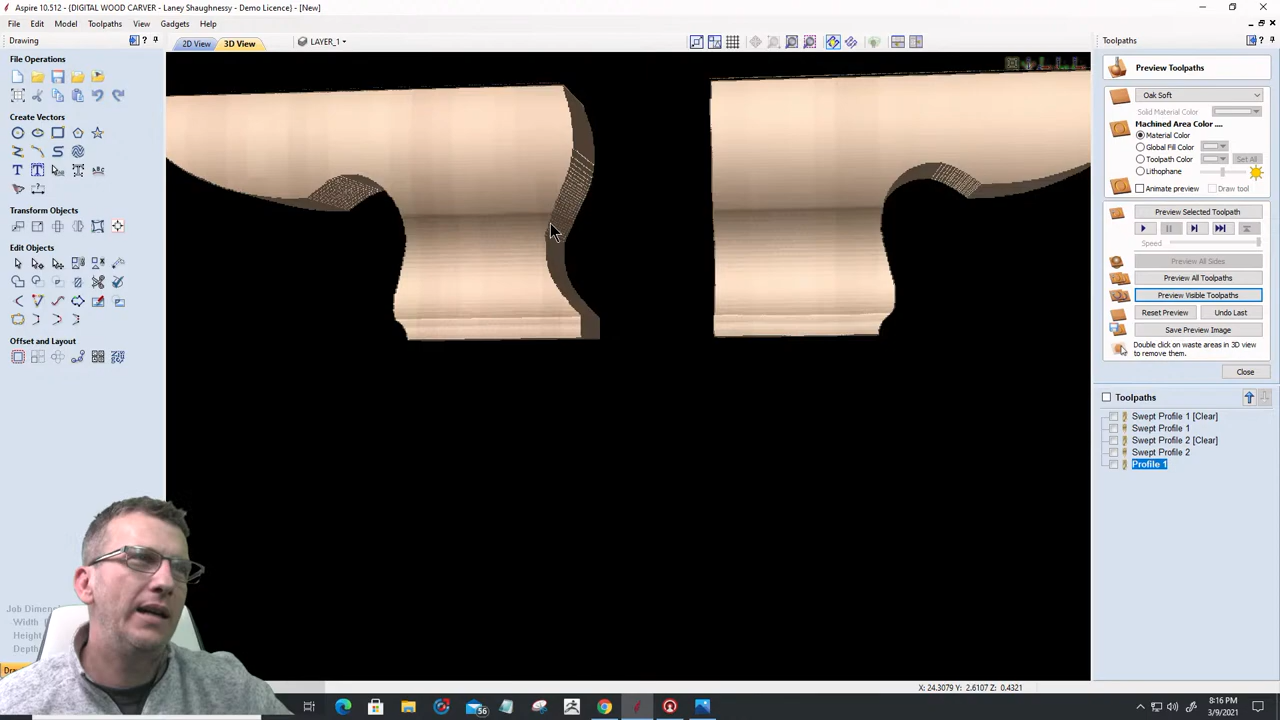 Aspire 10.512 - (DIGITAL WOOD CARVER - Laney Shaughnessy - Demo Licence) - [New]
File Edit Model Toolpaths View Gadgets Help
Drawing
2D View 3D View LAYER_1
Toolpaths
File Operations
Create Vectors
Transform Objects
Edit Objects
Offset and Layout
Job Dimen
Width
Height
Depth
Preview Toolpaths
Oak Soft
Solid Material Color
Machined Area Color ....
Material Color
Global Fill Color
Toolpath Color Set All
Lithophane
Animate preview Draw tool
Preview Selected Toolpath
Speed
Preview All Sides
Preview All Toolpaths
Preview Visible Toolpaths
Reset Preview Undo Last
Save Preview Image
Double click on waste areas in 3D view
to remove them.
Close
Toolpaths
Swept Profile 1 [Clear]
Swept Profile 1
Swept Profile 2 [Clear]
Swept Profile 2
Profile 1
X: 24.3079 Y: 2.6107 Z: 0.4321
56
8:16 PM
3/9/2021